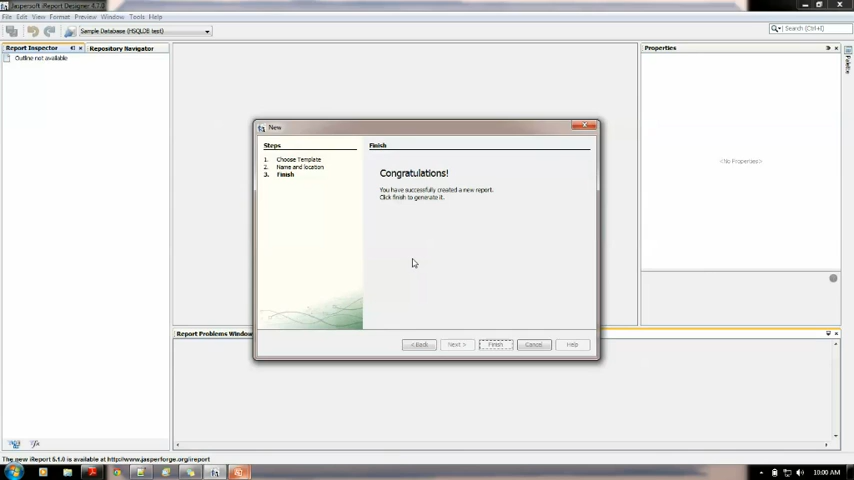 Jaspersoft iReport Designer 4.7.0
File Edit View Format Preview Window Tools Help
Sample Database (HSQLDB test)
Search (Ctrl+I)
Report Inspector
Repository Navigator
Properties
Palette
Outline not available
<No Properties>
New
Steps
Finish
1. Choose Template
2. Name and location
3. Finish
Congratulations!
You have successfully created a new report.
Click finish to generate it.
< Back
Next >
Finish
Cancel
Help
Report Problems Window
The new iReport 5.1.0 is available at http://www.jasperforge.org/ireport
10:00 AM